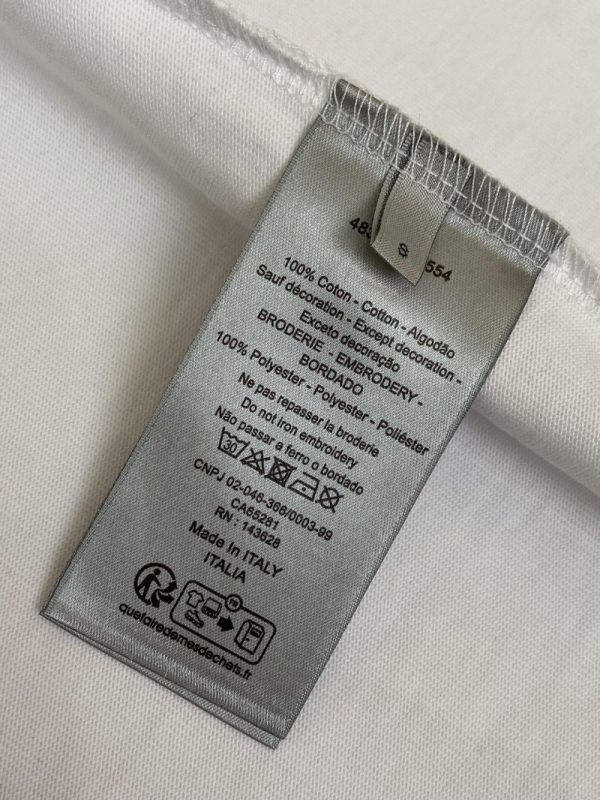 S
554
100% Coton - Cotton - Algodão
Sauf décoration - Except decoration -
Exceto decoração
BRODERIE - EMBRODERY -
BORDADO
100% Polyester - Polyester - Poliéster
Ne pas repasser la broderie
Do not iron embroidery
Não passar a ferro o bordado
30
CNPJ 02-046-366/0003-99
CA65281
RN : 143628
Made In ITALY
ITALIA
FR
quefairedemesdechets.fr